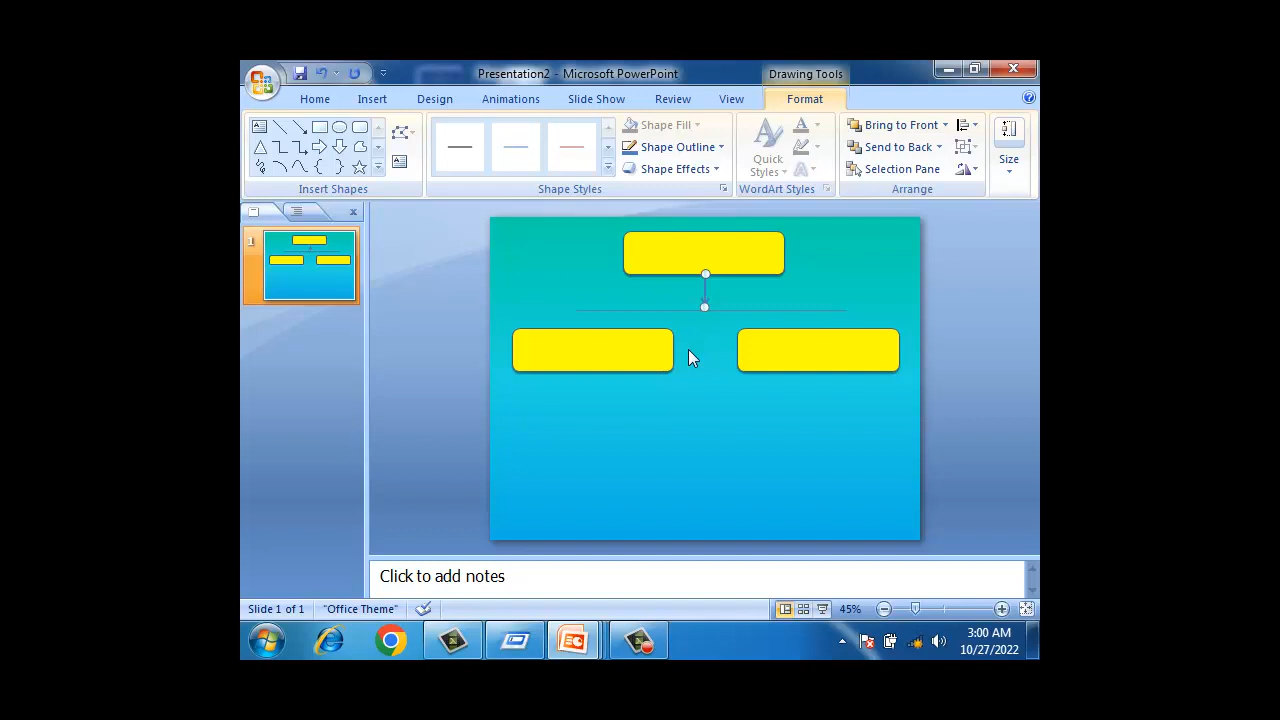 Presentation2 - Microsoft PowerPoint
Drawing Tools
Home Insert Design Animations Slide Show Review View Format
Shape Fill
Shape Outline
Shape Effects
Quick
Styles
Bring to Front
Send to Back
Selection Pane
Size
Insert Shapes
Shape Styles
WordArt Styles
Arrange
1
Click to add notes
Slide 1 of 1
"Office Theme"
45%
3:00 AM
10/27/2022